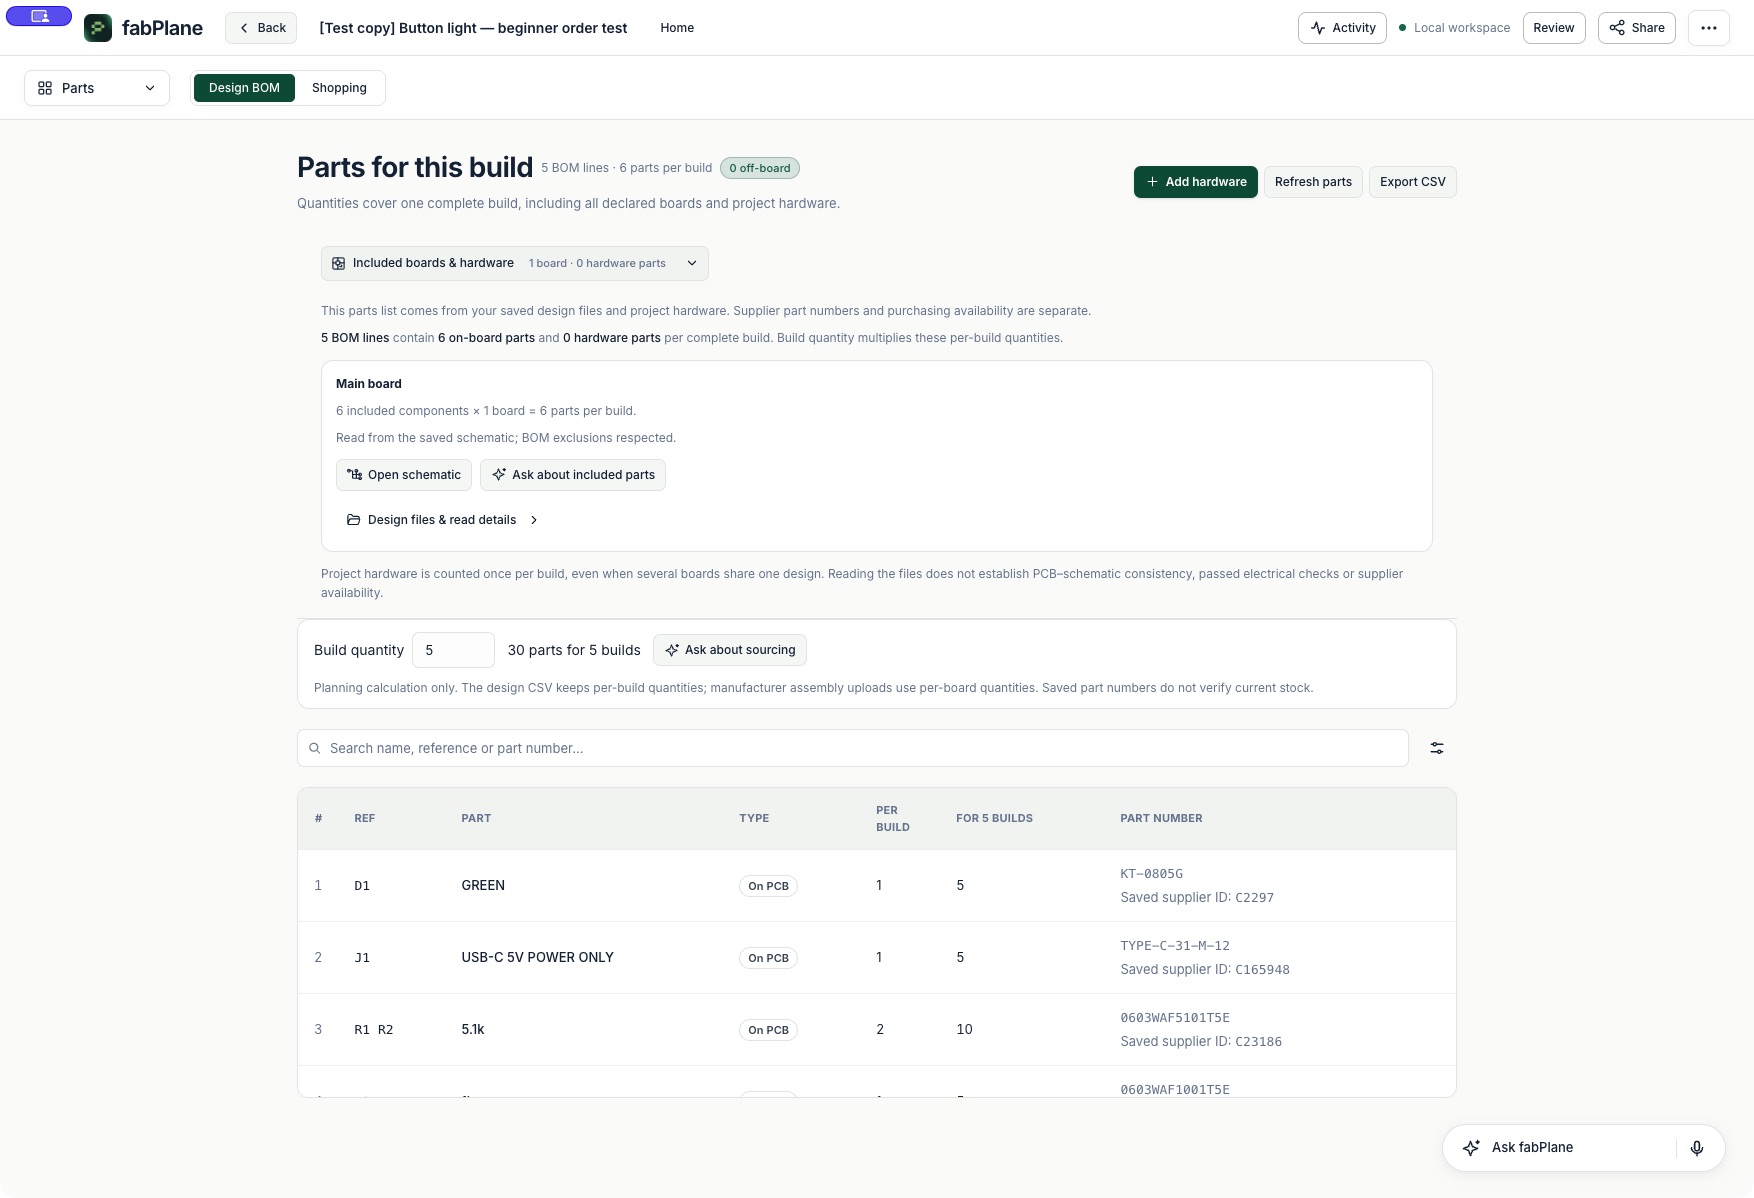 fabPlane
Back
[Test copy] Button light — beginner order test
Home
Activity
Local workspace
Review
Share
Parts
Design BOM
Shopping
Parts for this build
5 BOM lines · 6 parts per build
0 off-board
Quantities cover one complete build, including all declared boards and project hardware.
Add hardware
Refresh parts
Export CSV
Included boards & hardware
1 board · 0 hardware parts
This parts list comes from your saved design files and project hardware. Supplier part numbers and purchasing availability are separate.
5 BOM lines contain 6 on-board parts and 0 hardware parts per complete build. Build quantity multiplies these per-build quantities.
Main board
6 included components × 1 board = 6 parts per build.
Read from the saved schematic; BOM exclusions respected.
Open schematic
Ask about included parts
Design files & read details
Project hardware is counted once per build, even when several boards share one design. Reading the files does not establish PCB–schematic consistency, passed electrical checks or supplier
availability.
Build quantity
5
30 parts for 5 builds
Ask about sourcing
Planning calculation only. The design CSV keeps per-build quantities; manufacturer assembly uploads use per-board quantities. Saved part numbers do not verify current stock.
Search name, reference or part number...
# REF PART TYPE PER BUILD FOR 5 BUILDS PART NUMBER
1 D1 GREEN On PCB 1 5 KT-0805G
Saved supplier ID: C2297
2 J1 USB-C 5V POWER ONLY On PCB 1 5 TYPE-C-31-M-12
Saved supplier ID: C165948
3 R1 R2 5.1k On PCB 2 10 0603WAF5101T5E
Saved supplier ID: C23186
0603WAF1001T5E
Ask fabPlane